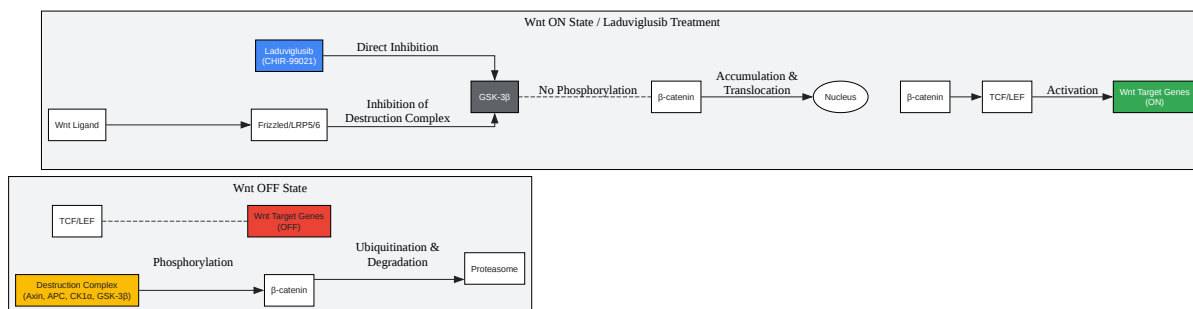 Wnt ON State / Laduviglusib Treatment
Laduviglusib
(CHIR-99021)
Direct Inhibition
GSK-3β
No Phosphorylation
β-catenin
Accumulation &
Translocation
Nucleus
β-catenin
TCF/LEF
Activation
Wnt Target Genes
(ON)
Wnt Ligand
Frizzled/LRP5/6
Inhibition of
Destruction Complex
Wnt OFF State
TCF/LEF
Wnt Target Genes
(OFF)
Destruction Complex
(Axin, APC, CK1α, GSK-3β)
Phosphorylation
β-catenin
Ubiquitination &
Degradation
Proteasome